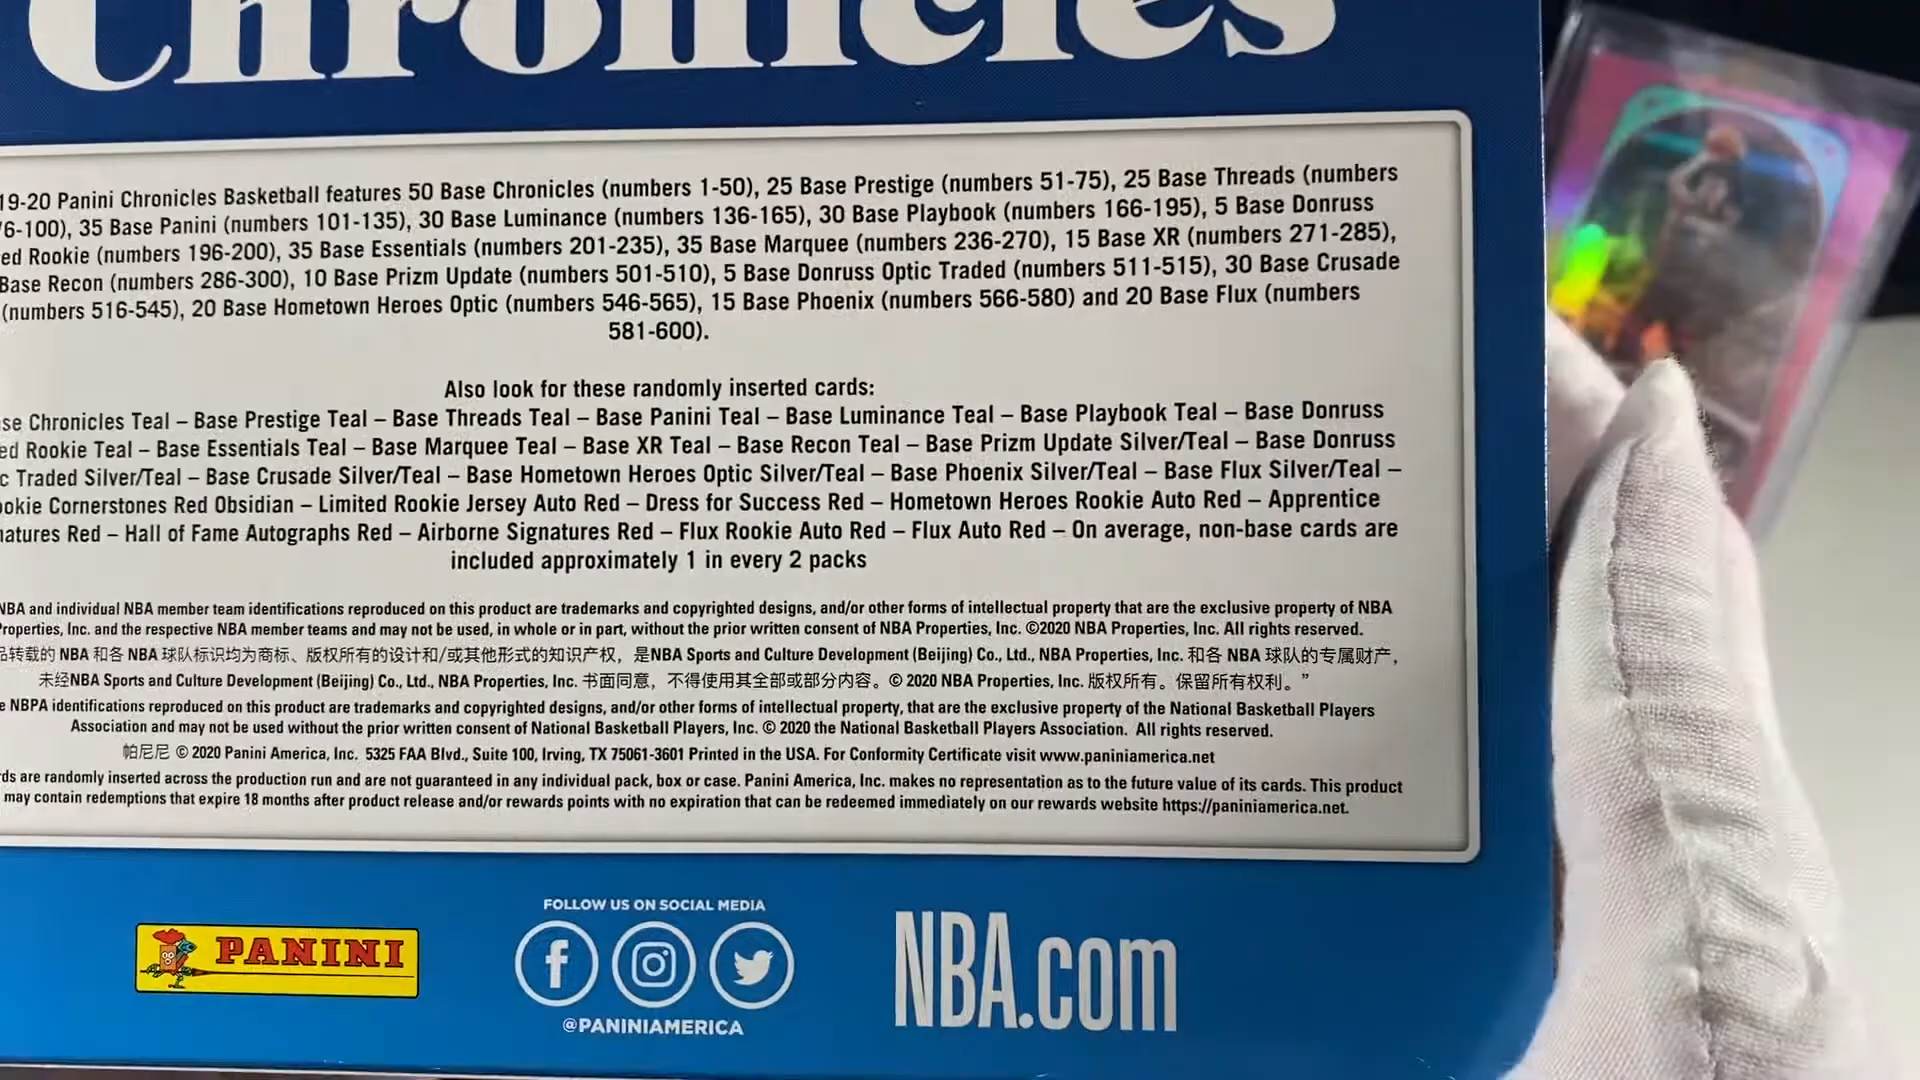 Chronicles
19-20 Panini Chronicles Basketball features 50 Base Chronicles (numbers 1-50), 25 Base Prestige (numbers 51-75), 25 Base Threads (numbers
6-100), 35 Base Panini (numbers 101-135), 30 Base Luminance (numbers 136-165), 30 Base Playbook (numbers 166-195), 5 Base Donruss
ed Rookie (numbers 196-200), 35 Base Essentials (numbers 201-235), 35 Base Marquee (numbers 236-270), 15 Base XR (numbers 271-285),
Base Recon (numbers 286-300), 10 Base Prizm Update (numbers 501-510), 5 Base Donruss Optic Traded (numbers 511-515), 30 Base Crusade
(numbers 516-545), 20 Base Hometown Heroes Optic (numbers 546-565), 15 Base Phoenix (numbers 566-580) and 20 Base Flux (numbers
581-600).
Also look for these randomly inserted cards:
se Chronicles Teal – Base Prestige Teal – Base Threads Teal – Base Panini Teal – Base Luminance Teal – Base Playbook Teal – Base Donruss
ed Rookie Teal – Base Essentials Teal – Base Marquee Teal – Base XR Teal – Base Recon Teal – Base Prizm Update Silver/Teal – Base Donruss
c Traded Silver/Teal – Base Crusade Silver/Teal – Base Hometown Heroes Optic Silver/Teal – Base Phoenix Silver/Teal – Base Flux Silver/Teal –
ookie Cornerstones Red Obsidian – Limited Rookie Jersey Auto Red – Dress for Success Red – Hometown Heroes Rookie Auto Red – Apprentice
natures Red – Hall of Fame Autographs Red – Airborne Signatures Red – Flux Rookie Auto Red – Flux Auto Red – On average, non-base cards are
included approximately 1 in every 2 packs
NBA and individual NBA member team identifications reproduced on this product are trademarks and copyrighted designs, and/or other forms of intellectual property that are the exclusive property of NBA
Properties, Inc. and the respective NBA member teams and may not be used, in whole or in part, without the prior written consent of NBA Properties, Inc. ©2020 NBA Properties, Inc. All rights reserved.
品转载的 NBA 和各 NBA 球队标识均为商标、版权所有的设计和/或其他形式的知识产权，是NBA Sports and Culture Development (Beijing) Co., Ltd., NBA Properties, Inc. 和各 NBA 球队的专属财产，
未经NBA Sports and Culture Development (Beijing) Co., Ltd., NBA Properties, Inc. 书面同意，不得使用其全部或部分内容。© 2020 NBA Properties, Inc. 版权所有。保留所有权利。”
e NBPA identifications reproduced on this product are trademarks and copyrighted designs, and/or other forms of intellectual property, that are the exclusive property of the National Basketball Players
Association and may not be used without the prior written consent of National Basketball Players, Inc. © 2020 the National Basketball Players Association. All rights reserved.
帕尼尼 © 2020 Panini America, Inc. 5325 FAA Blvd., Suite 100, Irving, TX 75061-3601 Printed in the USA. For Conformity Certificate visit www.paniniamerica.net
rds are randomly inserted across the production run and are not guaranteed in any individual pack, box or case. Panini America, Inc. makes no representation as to the future value of its cards. This product
may contain redemptions that expire 18 months after product release and/or rewards points with no expiration that can be redeemed immediately on our rewards website https://paniniamerica.net.
FOLLOW US ON SOCIAL MEDIA
PANINI
NBA.com
@PANINIAMERICA